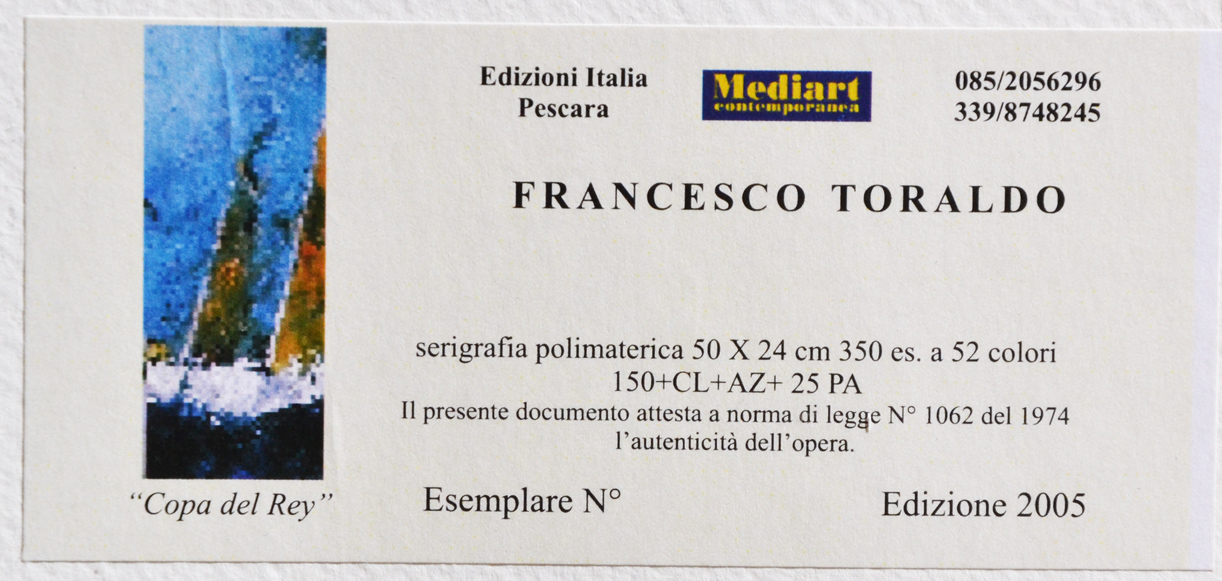 Edizioni Italia
Pescara
Mediart
contemporanea
085/2056296
339/8748245
FRANCESCO TORALDO
serigrafia polimaterica 50 X 24 cm 350 es. a 52 colori
150+CL+AZ+ 25 PA
Il presente documento attesta a norma di legge N° 1062 del 1974
l’autenticità dell’opera.
“Copa del Rey”
Esemplare N°
Edizione 2005